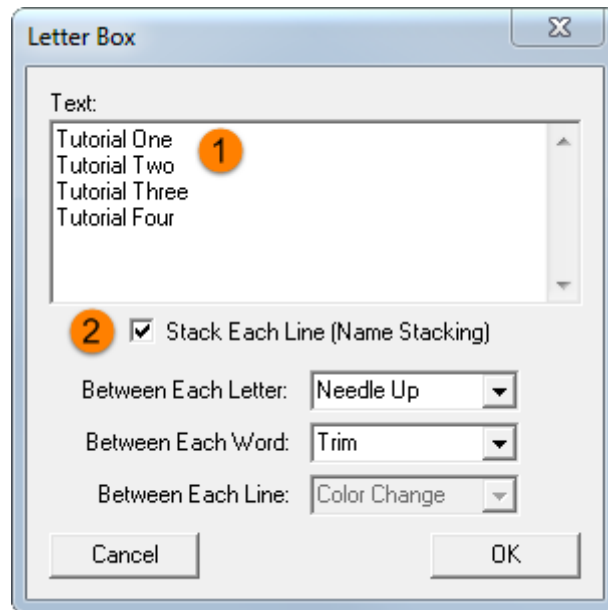 Letter Box
Text:
Tutorial One
1
Tutorial Two
Tutorial Three
Tutorial Four
2 Stack Each Line (Name Stacking)
Between Each Letter: Needle Up
Between Each Word: Trim
Between Each Line: Color Change
Cancel OK